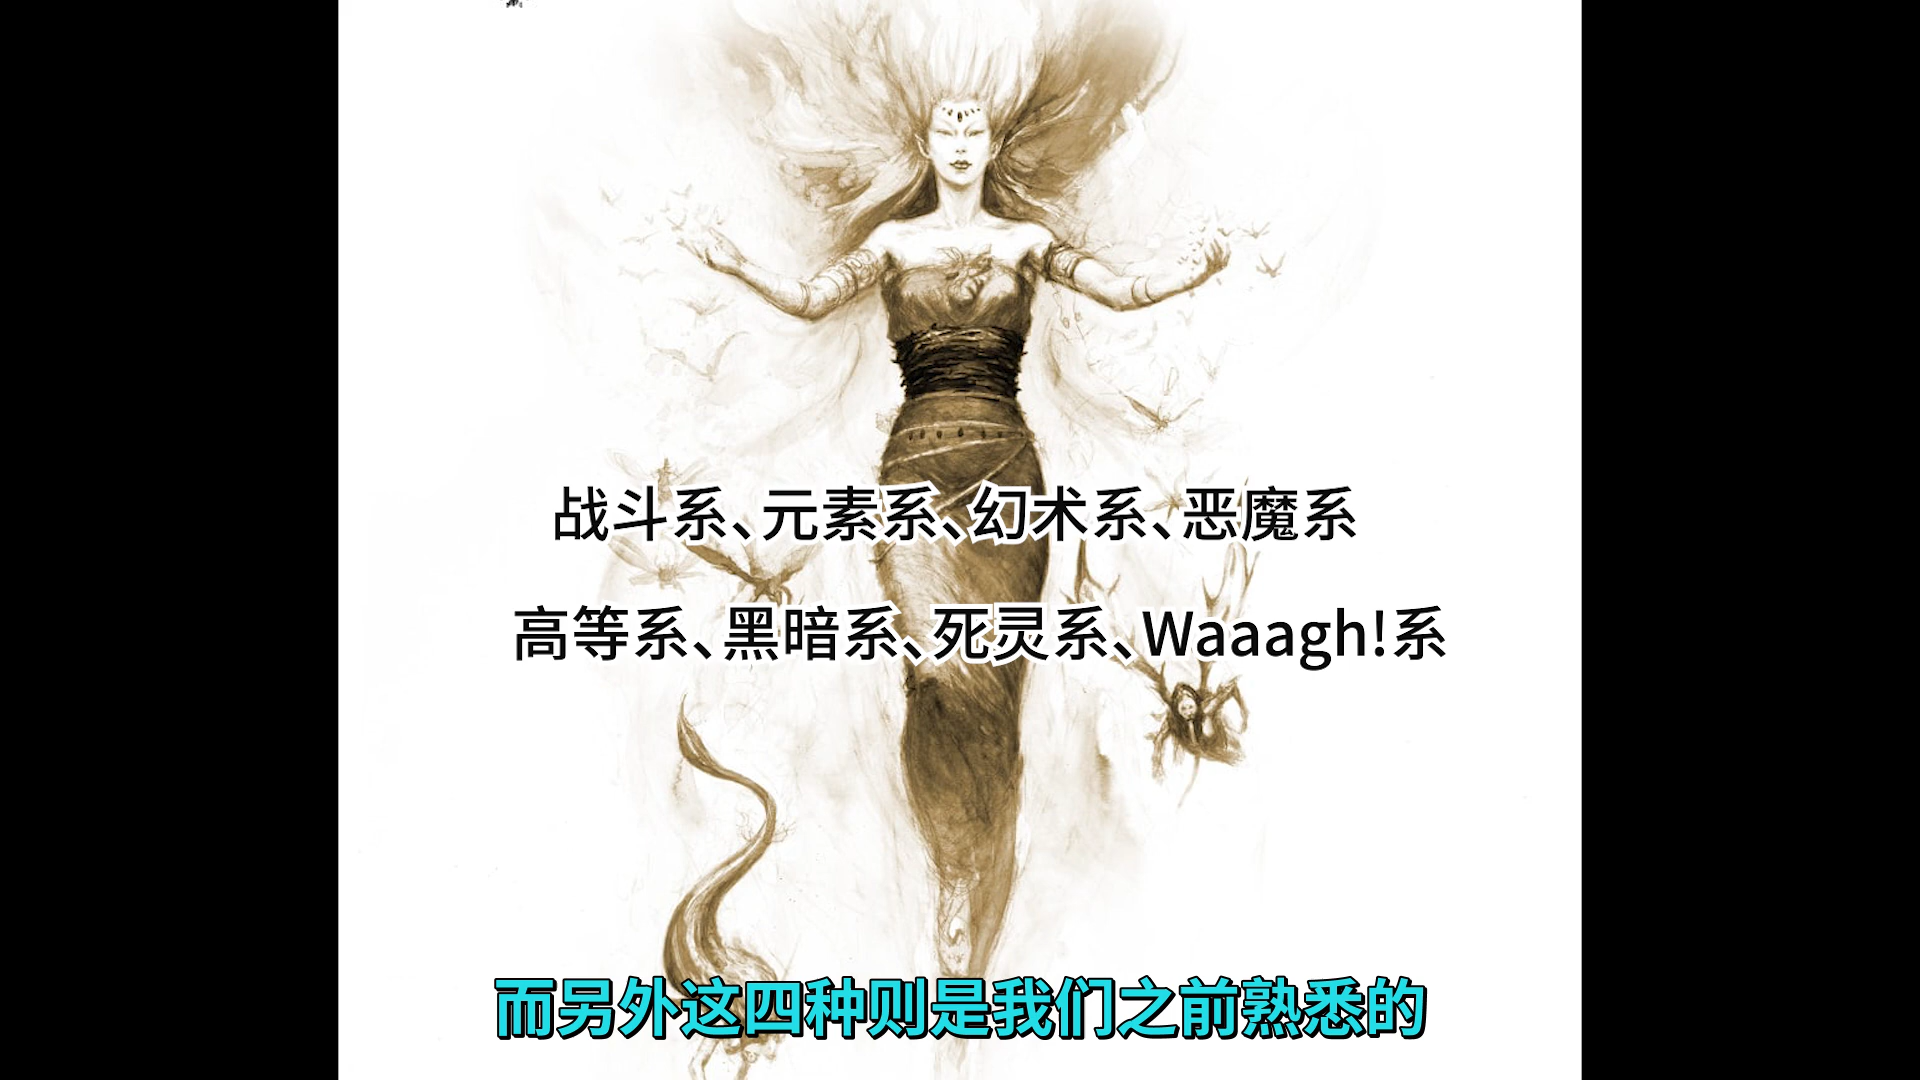 战斗系、元素系、幻术系、恶魔系
高等系、黑暗系、死灵系、Waaagh!系
而另外这四种则是我们之前熟悉的